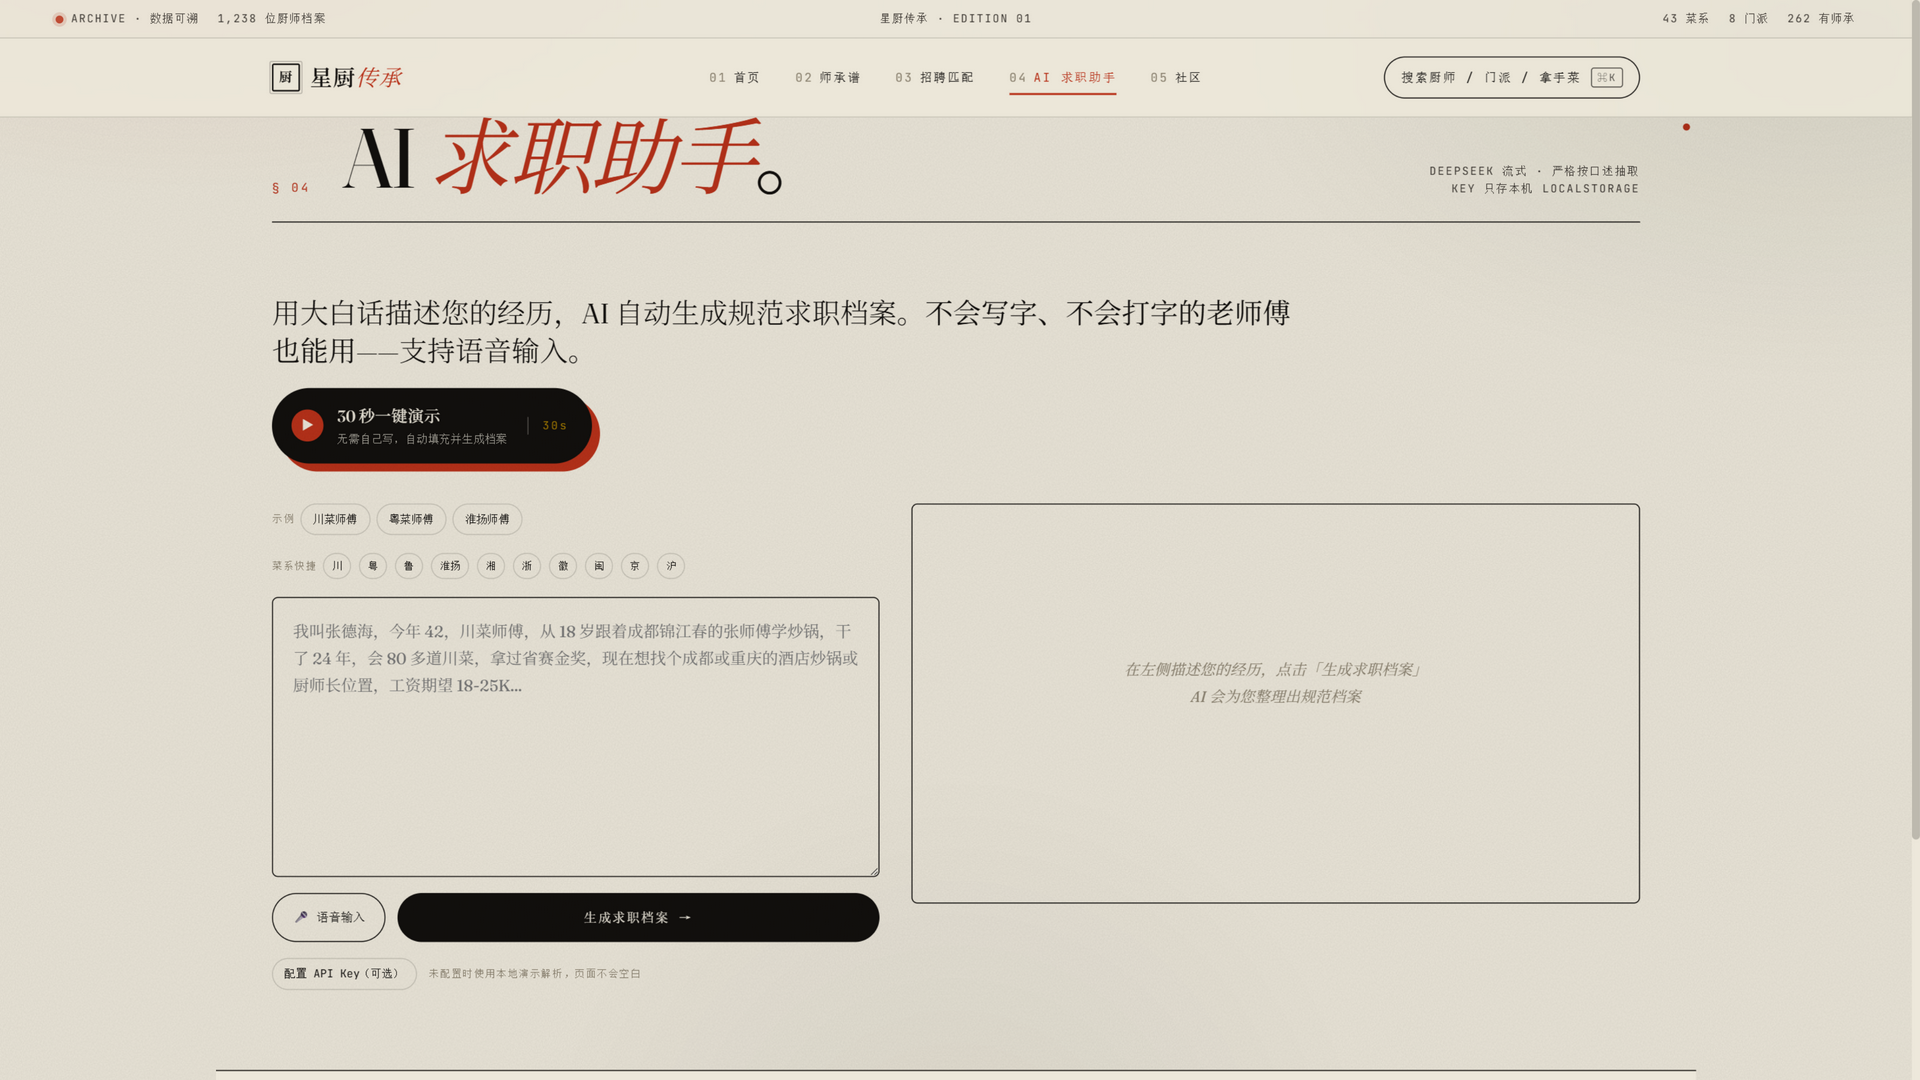 ARCHIVE · 数据可溯 1,238 位厨师档案
星厨传承 · EDITION 01
43 菜系 8 门派 262 有师承
厨 星厨传承
01 首页 02 师承谱 03 招聘匹配 04 AI 求职助手 05 社区
搜索厨师 / 门派 / 拿手菜 ⌘K
§ 04 AI 求职助手。
DEEPSEEK 流式 · 严格按口述抽取
KEY 只存本机 LOCALSTORAGE
用大白话描述您的经历，AI 自动生成规范求职档案。不会写字、不会打字的老师傅
也能用——支持语音输入。
30 秒一键演示
无需自己写，自动填充并生成档案
30s
示例 川菜师傅 粤菜师傅 淮扬师傅
菜系快捷 川 粤 鲁 淮扬 湘 浙 徽 闽 京 沪
我叫张德海，今年 42，川菜师傅，从 18 岁跟着成都锦江春的张师傅学炒锅，干
了 24 年，会 80 多道川菜，拿过省赛金奖，现在想找个成都或重庆的酒店炒锅或
厨师长位置，工资期望 18-25K...
在左侧描述您的经历，点击「生成求职档案」
AI 会为您整理出规范档案
语音输入
生成求职档案 →
配置 API Key（可选） 未配置时使用本地演示解析，页面不会空白